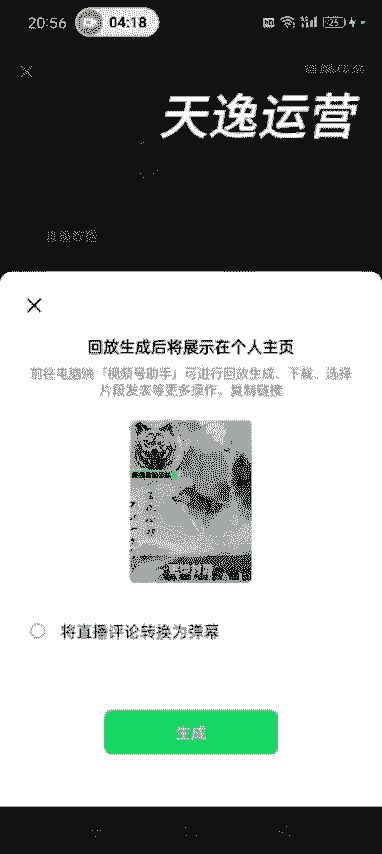 20:56
04:18
天逸运营
回放生成后将展示在个人主页
前往电脑端「视频号助手」可进行回放生成、下载、选择
片段发表等更多操作，复制链接
将直播评论转换为弹幕
生成